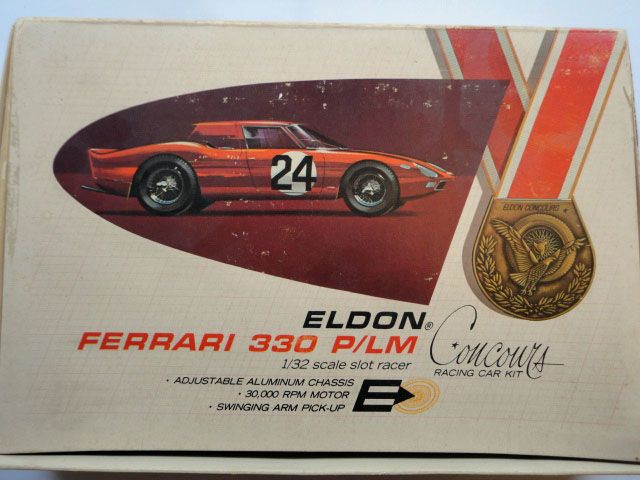 24
ELDON CONCOURS
ELDON®
FERRARI 330 P/LM
1/32 scale slot racer
Concours
RACING CAR KIT
· ADJUSTABLE ALUMINUM CHASSIS
· 30,000 RPM MOTOR
· SWINGING ARM PICK-UP
E